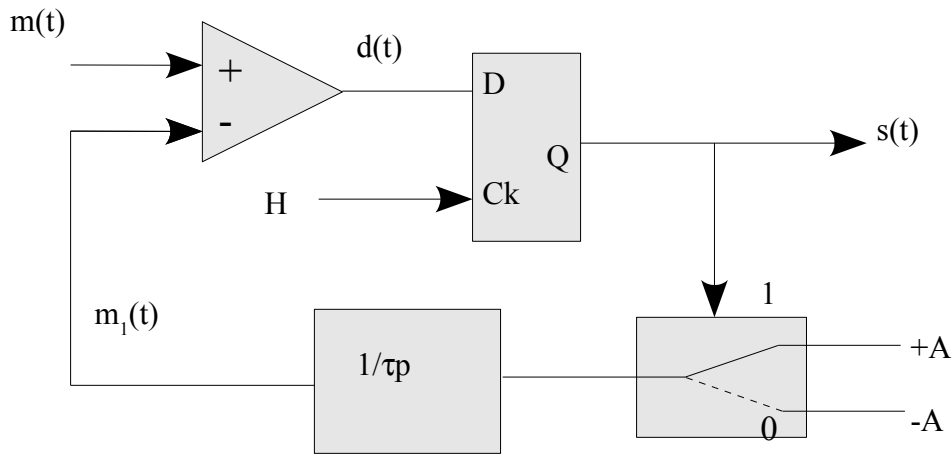 m(t)
d(t)
+
-
D
Q
Ck
s(t)
H
m₁(t)
1/τp
1
0
+A
-A